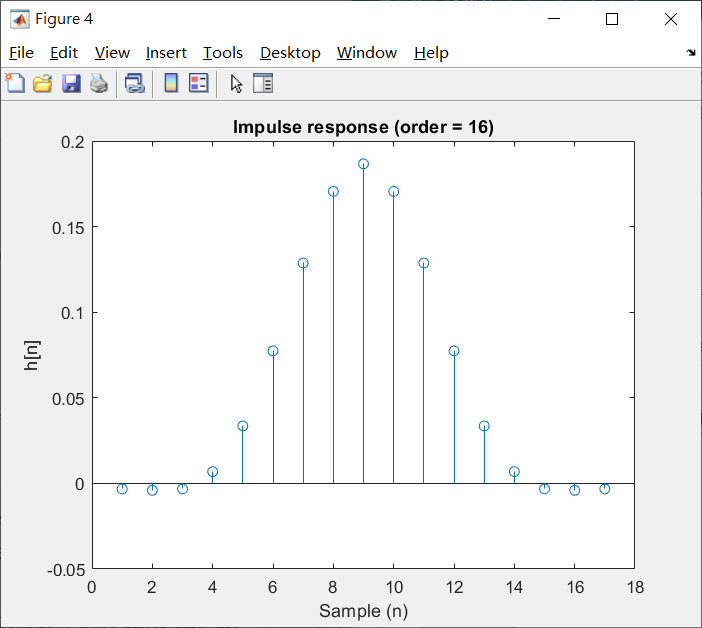 Figure 4
File Edit View Insert Tools Desktop Window Help
Impulse response (order = 16)
0.2
0.15
0.1
0.05
0
-0.05
h[n]
0 2 4 6 8 10 12 14 16 18
Sample (n)